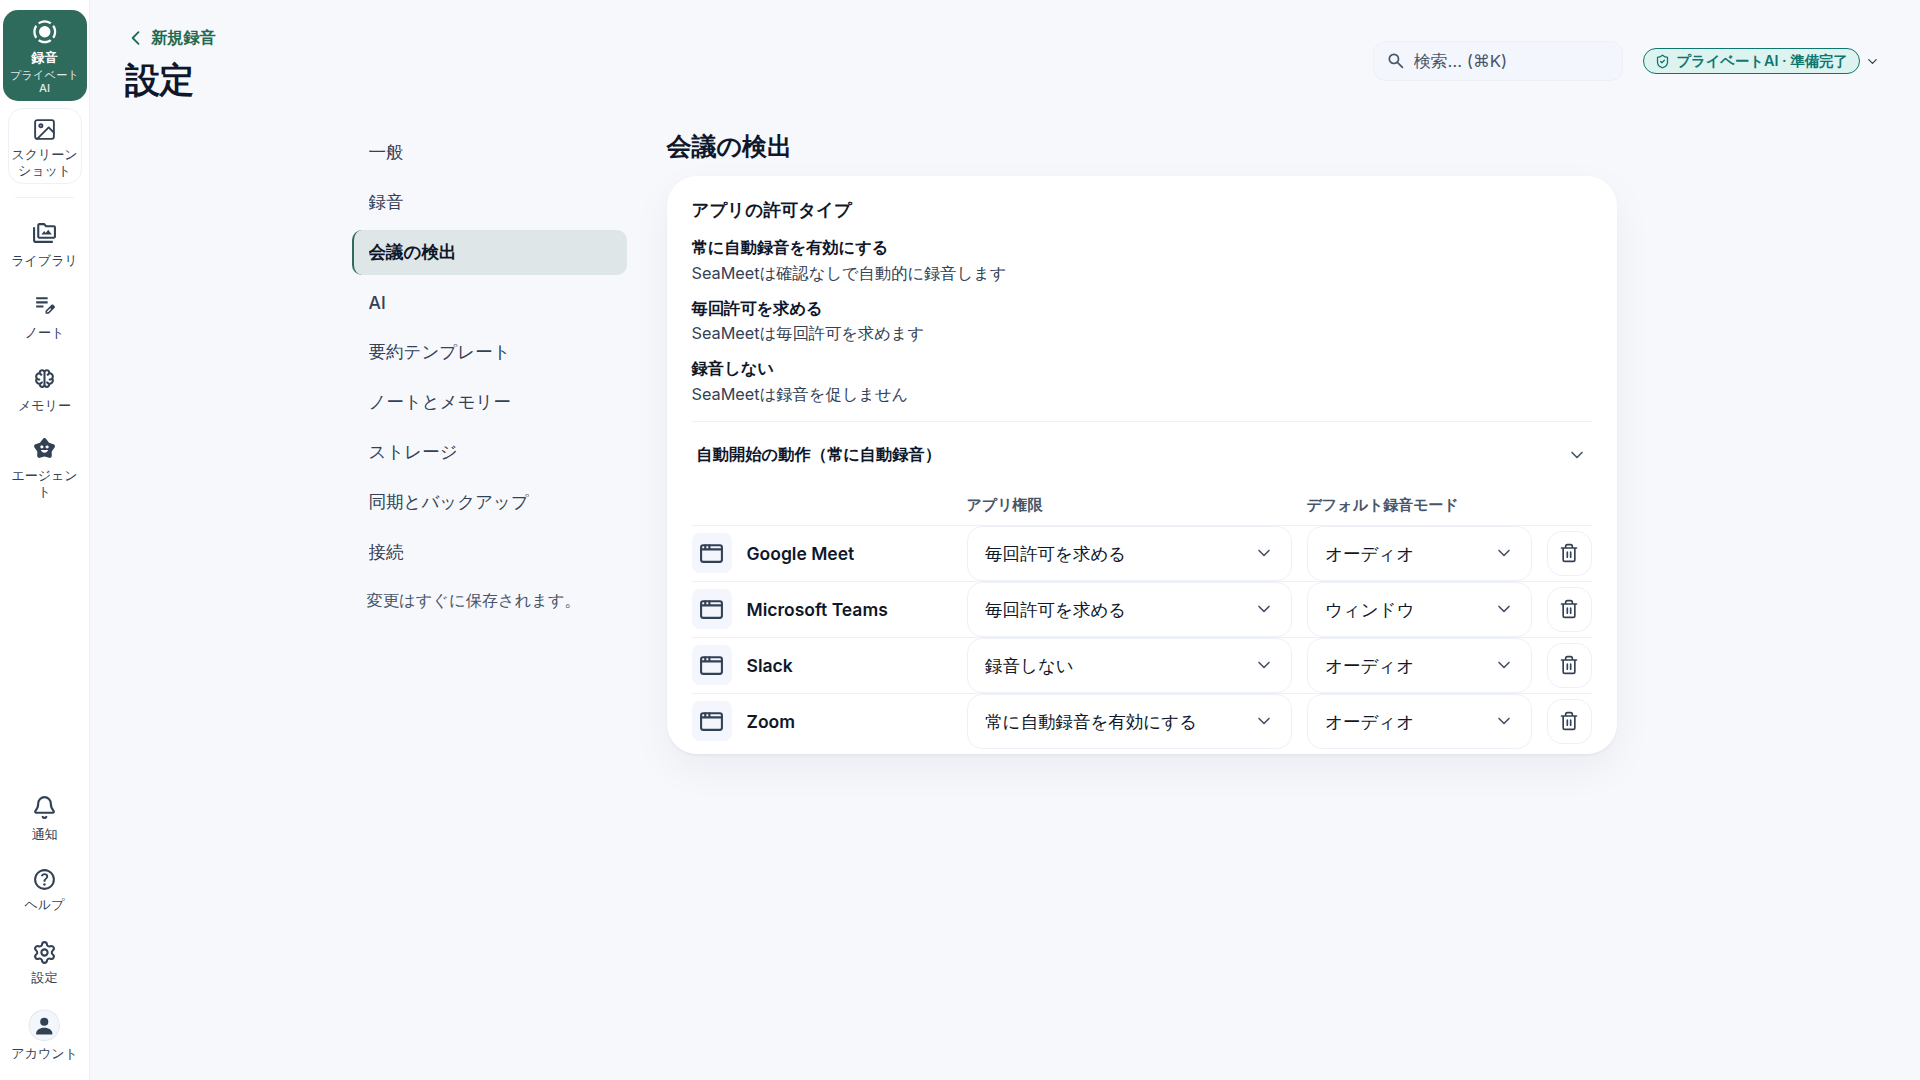 録音
プライベート
AI
スクリーン
ショット
ライブラリ
ノート
メモリー
エージェン
ト
通知
ヘルプ
設定
アカウント
新規録音
設定
検索... (⌘K)
プライベートAI · 準備完了
一般
録音
会議の検出
AI
要約テンプレート
ノートとメモリー
ストレージ
同期とバックアップ
接続
変更はすぐに保存されます。
会議の検出
アプリの許可タイプ
常に自動録音を有効にする
SeaMeetは確認なしで自動的に録音します
毎回許可を求める
SeaMeetは毎回許可を求めます
録音しない
SeaMeetは録音を促しません
自動開始の動作（常に自動録音）
アプリ権限 デフォルト録音モード
Google Meet 毎回許可を求める オーディオ
Microsoft Teams 毎回許可を求める ウィンドウ
Slack 録音しない オーディオ
Zoom 常に自動録音を有効にする オーディオ